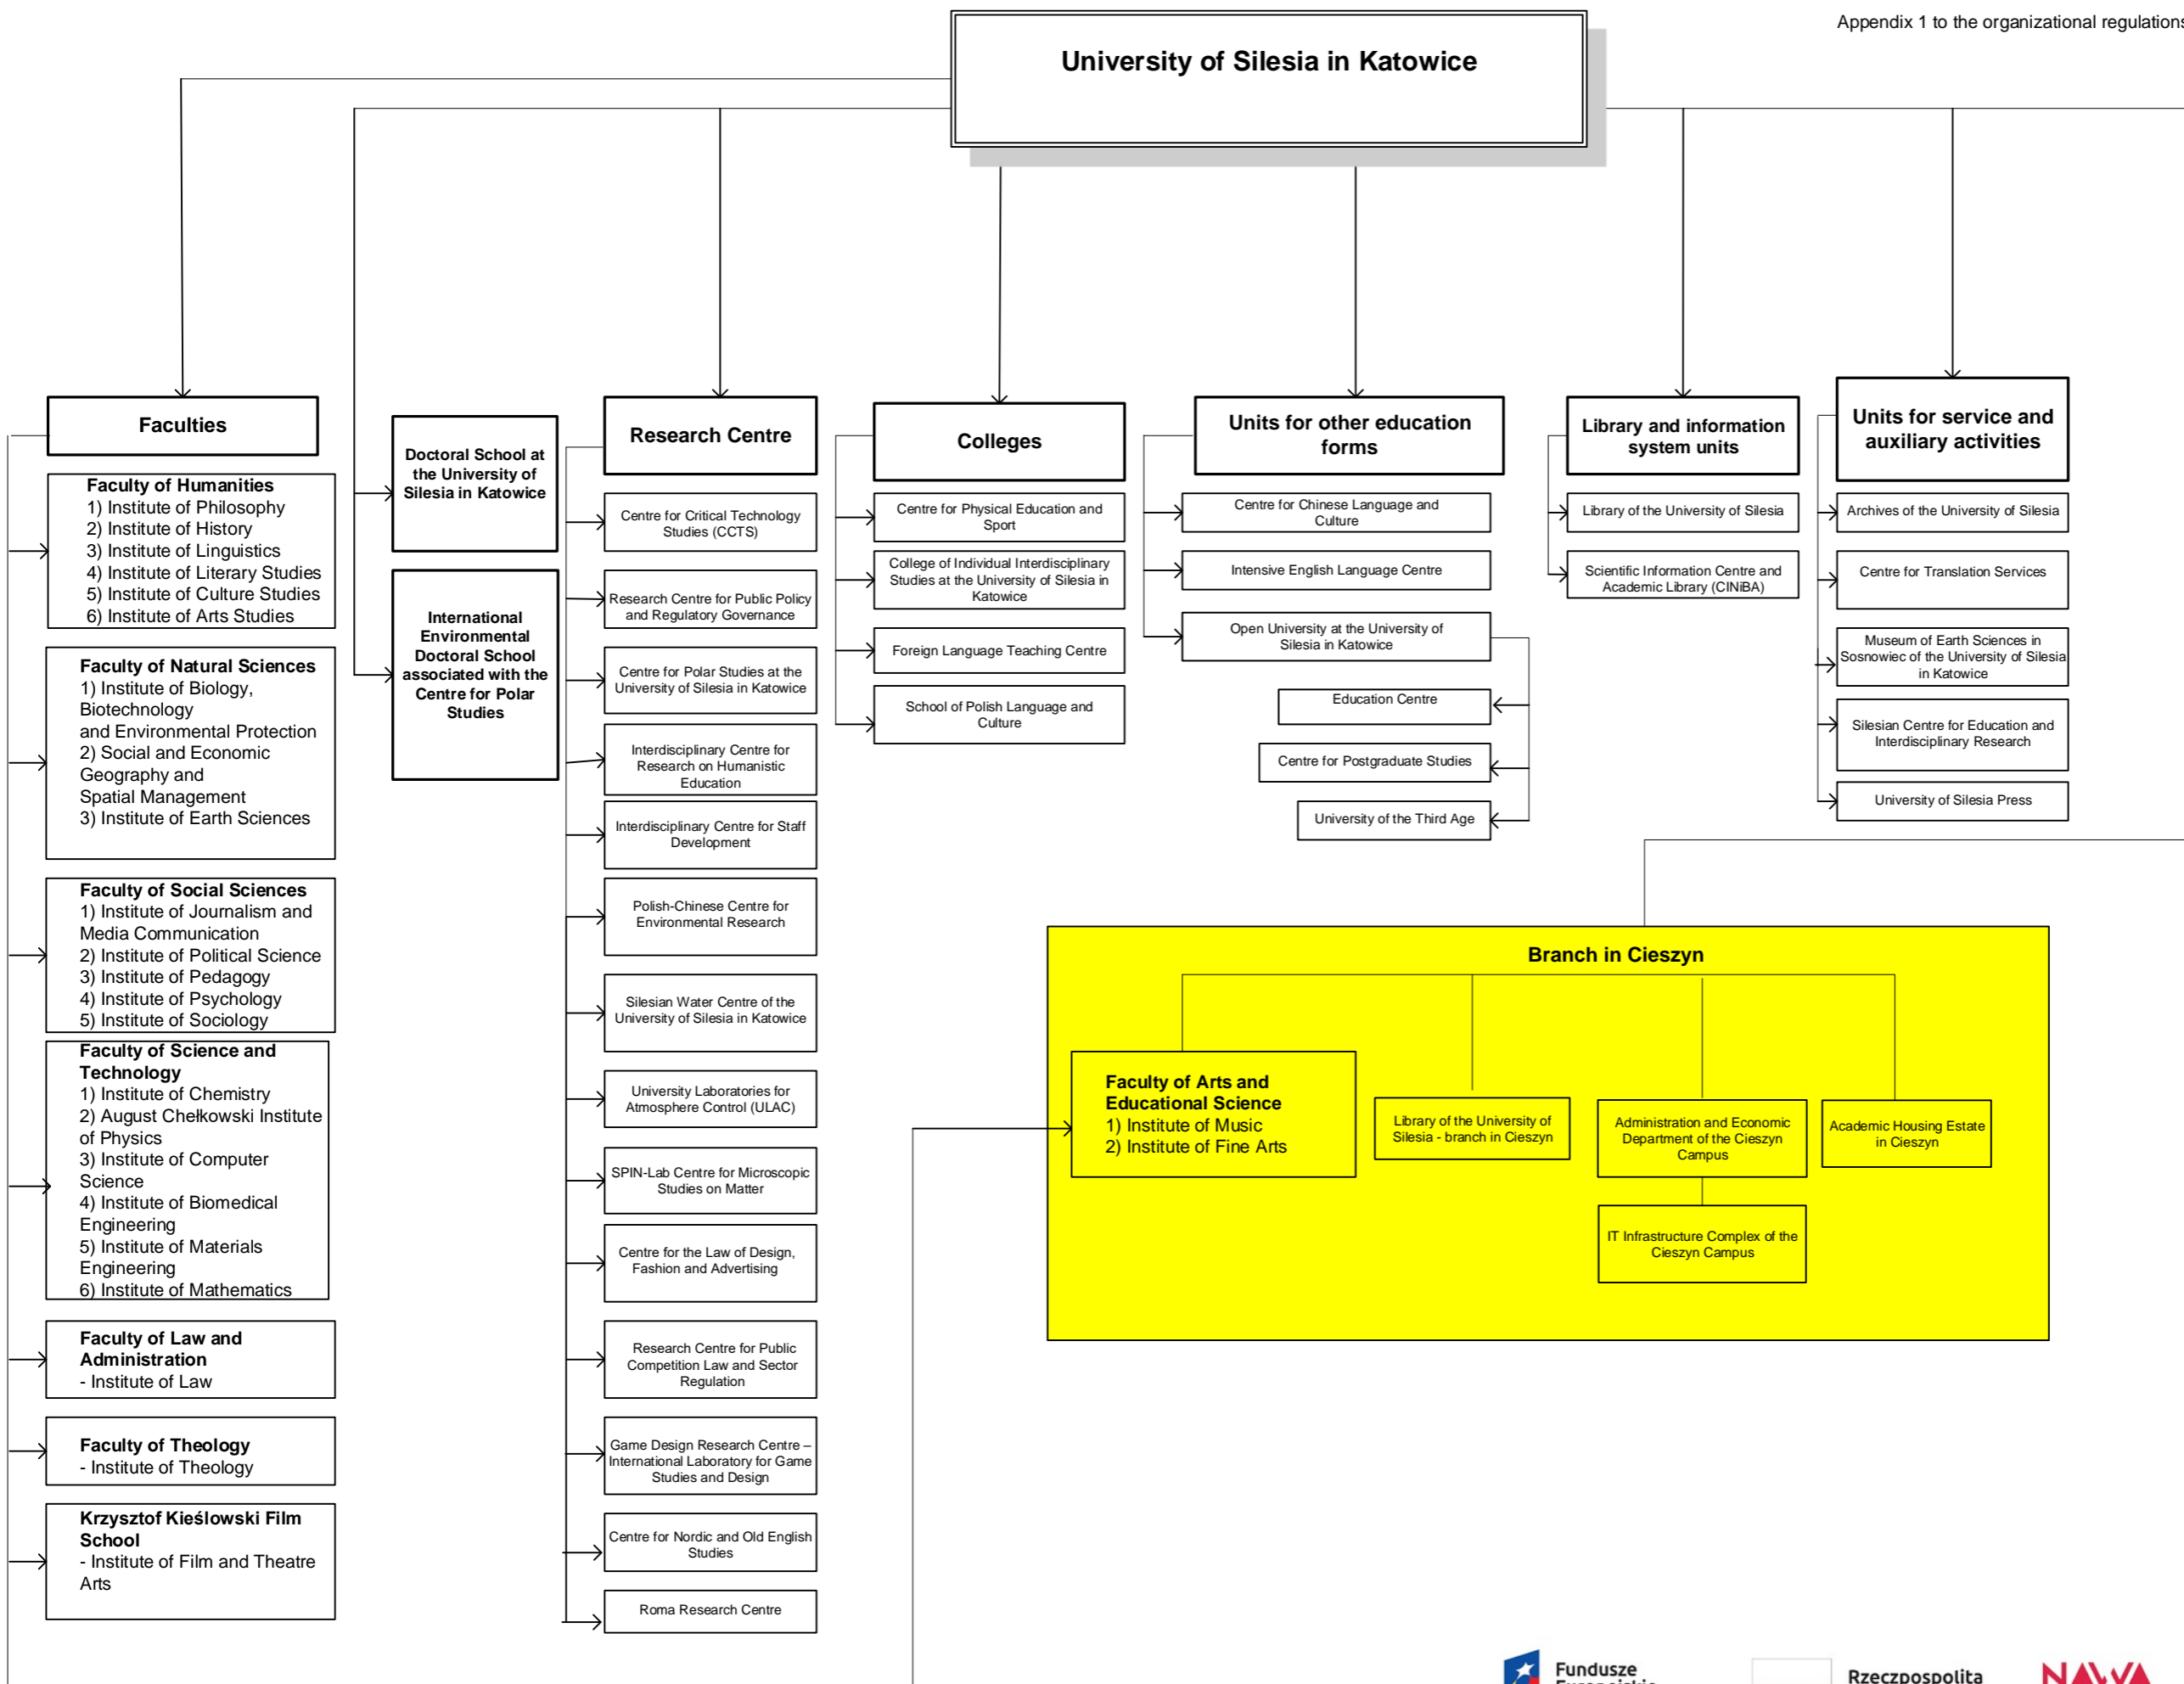 Appendix 1 to the organizational regulations
University of Silesia in Katowice
Faculties
Faculty of Humanities
1) Institute of Philosophy
2) Institute of History
3) Institute of Linguistics
4) Institute of Literary Studies
5) Institute of Culture Studies
6) Institute of Arts Studies
Faculty of Natural Sciences
1) Institute of Biology,
Biotechnology
and Environmental Protection
2) Social and Economic
Geography and
Spatial Management
3) Institute of Earth Sciences
Faculty of Social Sciences
1) Institute of Journalism and
Media Communication
2) Institute of Political Science
3) Institute of Pedagogy
4) Institute of Psychology
5) Institute of Sociology
Faculty of Science and
Technology
1) Institute of Chemistry
2) August Chełkowski Institute
of Physics
3) Institute of Computer
Science
4) Institute of Biomedical
Engineering
5) Institute of Materials
Engineering
6) Institute of Mathematics
Faculty of Law and
Administration
- Institute of Law
Faculty of Theology
- Institute of Theology
Krzysztof Kieślowski Film
School
- Institute of Film and Theatre
Arts
Doctoral School at
the University of
Silesia in Katowice
International
Environmental
Doctoral School
associated with the
Centre for Polar
Studies
Research Centre
Centre for Critical Technology
Studies (CCTS)
Research Centre for Public Policy
and Regulatory Governance
Centre for Polar Studies at the
University of Silesia in Katowice
Interdisciplinary Centre for
Research on Humanistic
Education
Interdisciplinary Centre for Staff
Development
Polish-Chinese Centre for
Environmental Research
Silesian Water Centre of the
University of Silesia in Katowice
University Laboratories for
Atmosphere Control (ULAC)
SPIN-Lab Centre for Microscopic
Studies on Matter
Centre for the Law of Design,
Fashion and Advertising
Research Centre for Public
Competition Law and Sector
Regulation
Game Design Research Centre –
International Laboratory for Game
Studies and Design
Centre for Nordic and Old English
Studies
Roma Research Centre
Colleges
Centre for Physical Education and
Sport
College of Individual Interdisciplinary
Studies at the University of Silesia in
Katowice
Foreign Language Teaching Centre
School of Polish Language and
Culture
Units for other education
forms
Centre for Chinese Language and
Culture
Intensive English Language Centre
Open University at the University of
Silesia in Katowice
Education Centre
Centre for Postgraduate Studies
University of the Third Age
Library and information
system units
Library of the University of Silesia
Scientific Information Centre and
Academic Library (CINiBA)
Units for service and
auxiliary activities
Archives of the University of Silesia
Centre for Translation Services
Museum of Earth Sciences in
Sosnowiec of the University of Silesia
in Katowice
Silesian Centre for Education and
Interdisciplinary Research
University of Silesia Press
Branch in Cieszyn
Faculty of Arts and
Educational Science
1) Institute of Music
2) Institute of Fine Arts
Library of the University of
Silesia - branch in Cieszyn
Administration and Economic
Department of the Cieszyn
Campus
IT Infrastructure Complex of the
Cieszyn Campus
Academic Housing Estate
in Cieszyn
Fundusze
Rzeczpospolita
NAWA